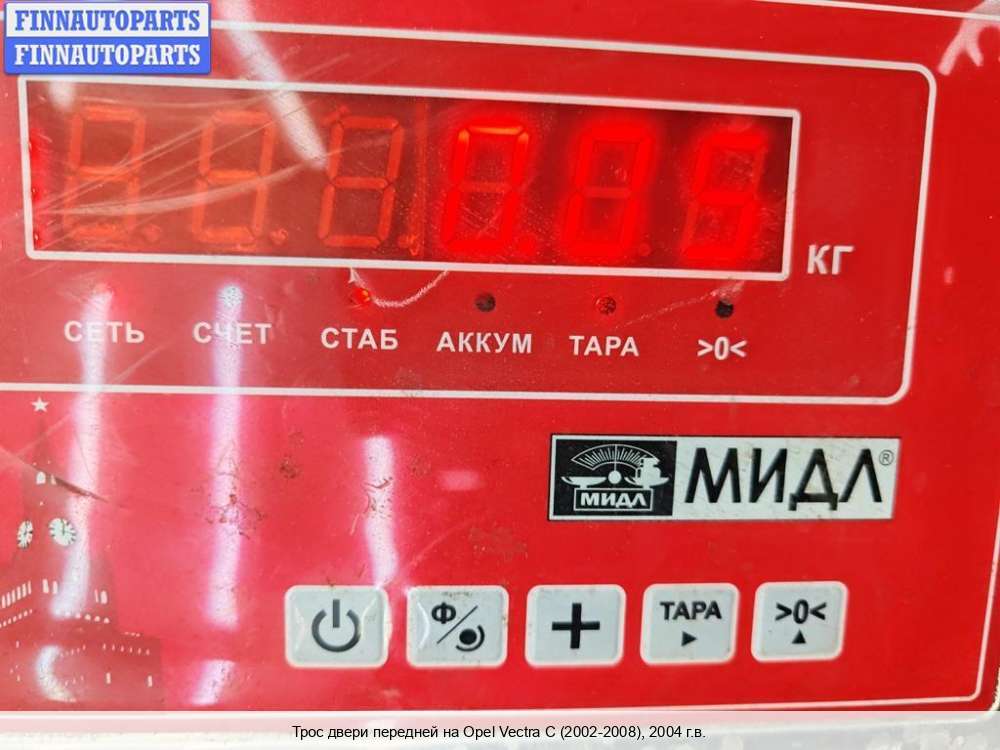 FINNAUTOPARTS
FINNAUTOPARTS
0.05
КГ
СЕТЬ СЧЕТ СТАБ АККУМ ТАРА >0<
МИДЛ МИДЛ®
Ф ТАРА >0<
Трос двери передней на Opel Vectra C (2002-2008), 2004 г.в.